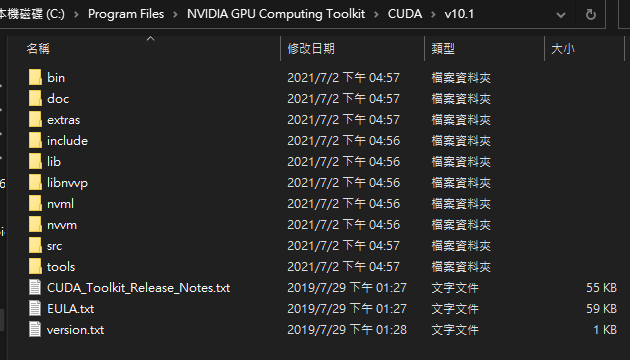 本機磁碟 (C:) > Program Files > NVIDIA GPU Computing Toolkit > CUDA > v10.1
名稱 修改日期 類型 大小
bin 2021/7/2 下午 04:57 檔案資料夾
doc 2021/7/2 下午 04:57 檔案資料夾
extras 2021/7/2 下午 04:57 檔案資料夾
include 2021/7/2 下午 04:56 檔案資料夾
lib 2021/7/2 下午 04:56 檔案資料夾
libnvvp 2021/7/2 下午 04:56 檔案資料夾
nvml 2021/7/2 下午 04:56 檔案資料夾
nvvm 2021/7/2 下午 04:56 檔案資料夾
src 2021/7/2 下午 04:57 檔案資料夾
tools 2021/7/2 下午 04:57 檔案資料夾
CUDA_Toolkit_Release_Notes.txt 2019/7/29 下午 01:27 文字文件 55 KB
EULA.txt 2019/7/29 下午 01:27 文字文件 59 KB
version.txt 2019/7/29 下午 01:28 文字文件 1 KB